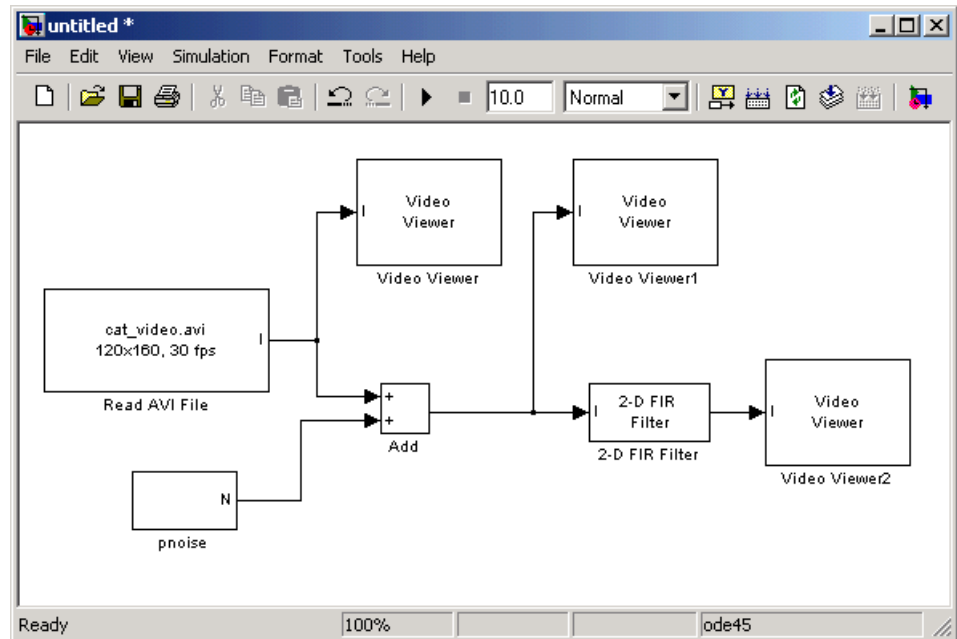 untitled *
File Edit View Simulation Format Tools Help
10.0 Normal
Video
Viewer
I
Video Viewer
Video
Viewer
I
Video Viewer1
cat_video.avi
120x160, 30 fps
I
Read AVI File
+
+
Add
I
2-D FIR
Filter
2-D FIR Filter
I
Video
Viewer
Video Viewer2
N
pnoise
Ready 100% ode45